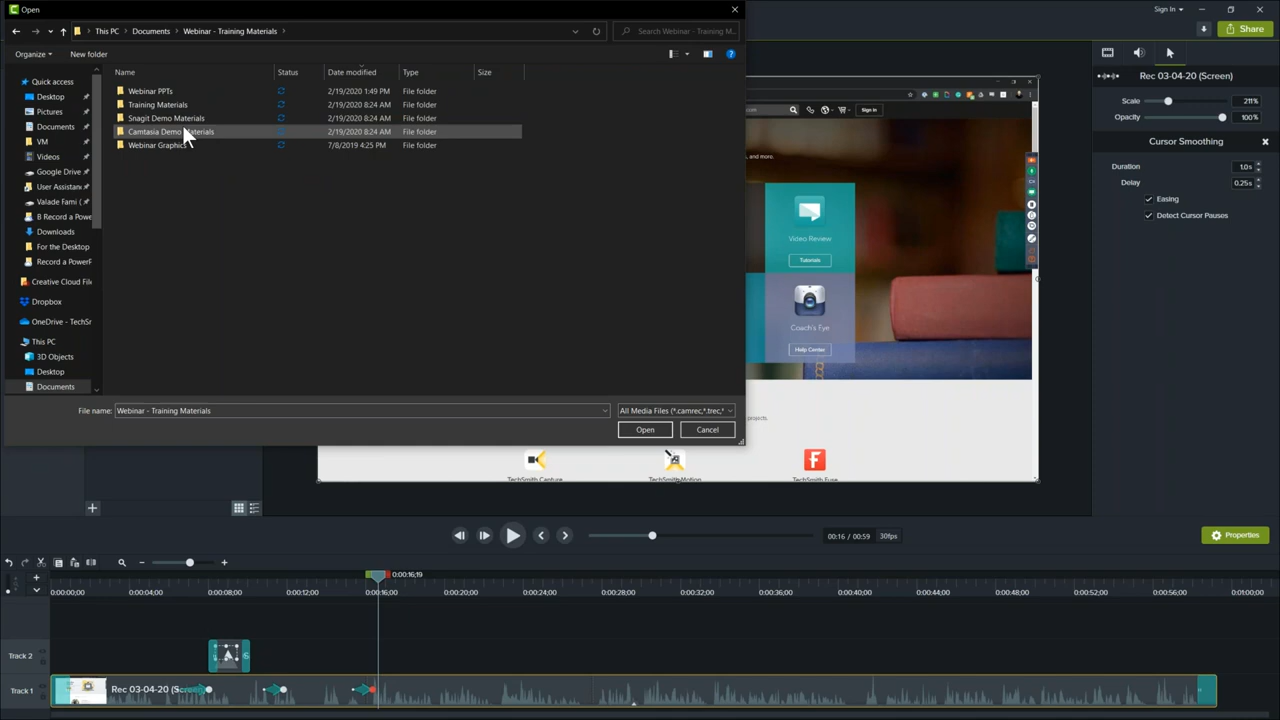 Open
Sign In
This PC > Documents > Webinar - Training Materials >
Search Webinar - Training M...
Share
Organize
New folder
Name Status Date modified Type Size
Quick access
Desktop
Pictures
Documents
VM
Videos
Google Drive
User Assistan
Valade Fami (
B Record a Powe
Downloads
For the Desktop
Record a PowerF
Creative Cloud File
Dropbox
OneDrive - TechSr
This PC
3D Objects
Desktop
Documents
Webinar PPTs 2/19/2020 1:49 PM File folder
Training Materials 2/19/2020 8:24 AM File folder
Snagit Demo Materials 2/19/2020 8:24 AM File folder
Camtasia Demo Materials 2/19/2020 8:24 AM File folder
Webinar Graphics 7/8/2019 4:25 PM File folder
File name: Webinar - Training Materials
All Media Files (*.camrec,*.trec,*
Open
Cancel
Sign In
and more.
Video Review
Tutorials
Coach's Eye
Help Center
projects.
TechSmith Capture
TechSmith Motion
TechSmith Fuse
Rec 03-04-20 (Screen)
Scale 211%
Opacity 100%
Cursor Smoothing
Duration 1.0s
Delay 0.25s
Easing
Detect Cursor Pauses
00:16 / 00:59 30fps
Properties
0:00:16;19
0:00:00;00 0:00:04;00 0:00:08;00 0:00:12;00 0:00:16;00 0:00:20;00 0:00:24;00 0:00:28;00 0:00:32;00 0:00:36;00 0:00:40;00 0:00:44;00 0:00:48;00 0:00:52;00 0:00:56;00 0:01:00;00
Track 2
Track 1
Rec 03-04-20 (Screen)